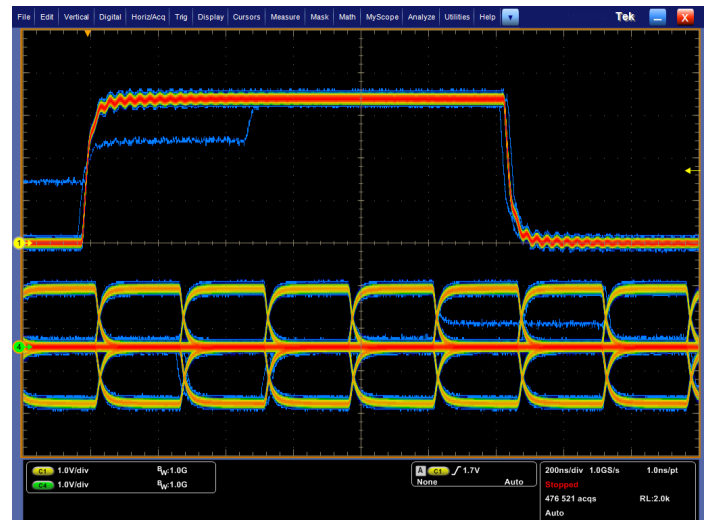 File Edit Vertical Digital Horiz/Acq Trig Display Cursors Measure Mask Math MyScope Analyze Utilities Help Tek X
1
4
C1 1.0V/div BW:1.0G
C4 1.0V/div BW:1.0G
A C1 1.7V
None Auto
200ns/div 1.0GS/s 1.0ns/pt
Stopped
476 521 acqs RL:2.0k
Auto